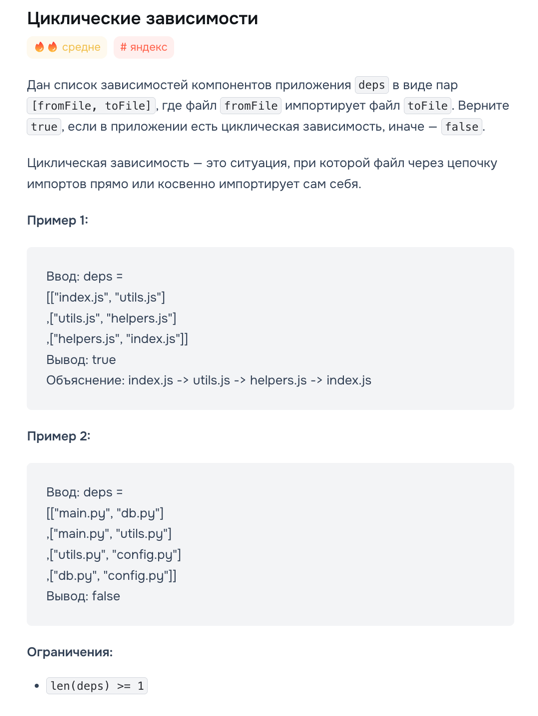 Циклические зависимости
🔥🔥 средне # яндекс
Дан список зависимостей компонентов приложения deps в виде пар
[fromFile, toFile], где файл fromFile импортирует файл toFile. Верните
true, если в приложении есть циклическая зависимость, иначе — false.
Циклическая зависимость — это ситуация, при которой файл через цепочку
импортов прямо или косвенно импортирует сам себя.
Пример 1:
Ввод: deps =
[["index.js", "utils.js"]
,["utils.js", "helpers.js"]
,["helpers.js", "index.js"]]
Вывод: true
Объяснение: index.js -> utils.js -> helpers.js -> index.js
Пример 2:
Ввод: deps =
[["main.py", "db.py"]
,["main.py", "utils.py"]
,["utils.py", "config.py"]
,["db.py", "config.py"]]
Вывод: false
Ограничения:
• len(deps) >= 1